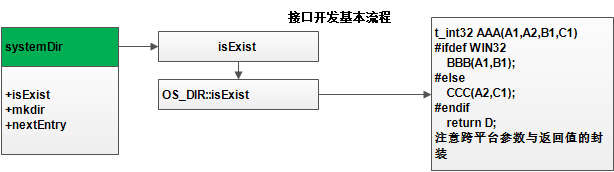 接口开发基本流程
systemDir
+isExist
+mkdir
+nextEntry
isExist
OS_DIR::isExist
t_int32 AAA(A1,A2,B1,C1)
#ifdef WIN32
BBB(A1,B1);
#else
CCC(A2,C1);
#endif
return D;
注意跨平台参数与返回值的封
装